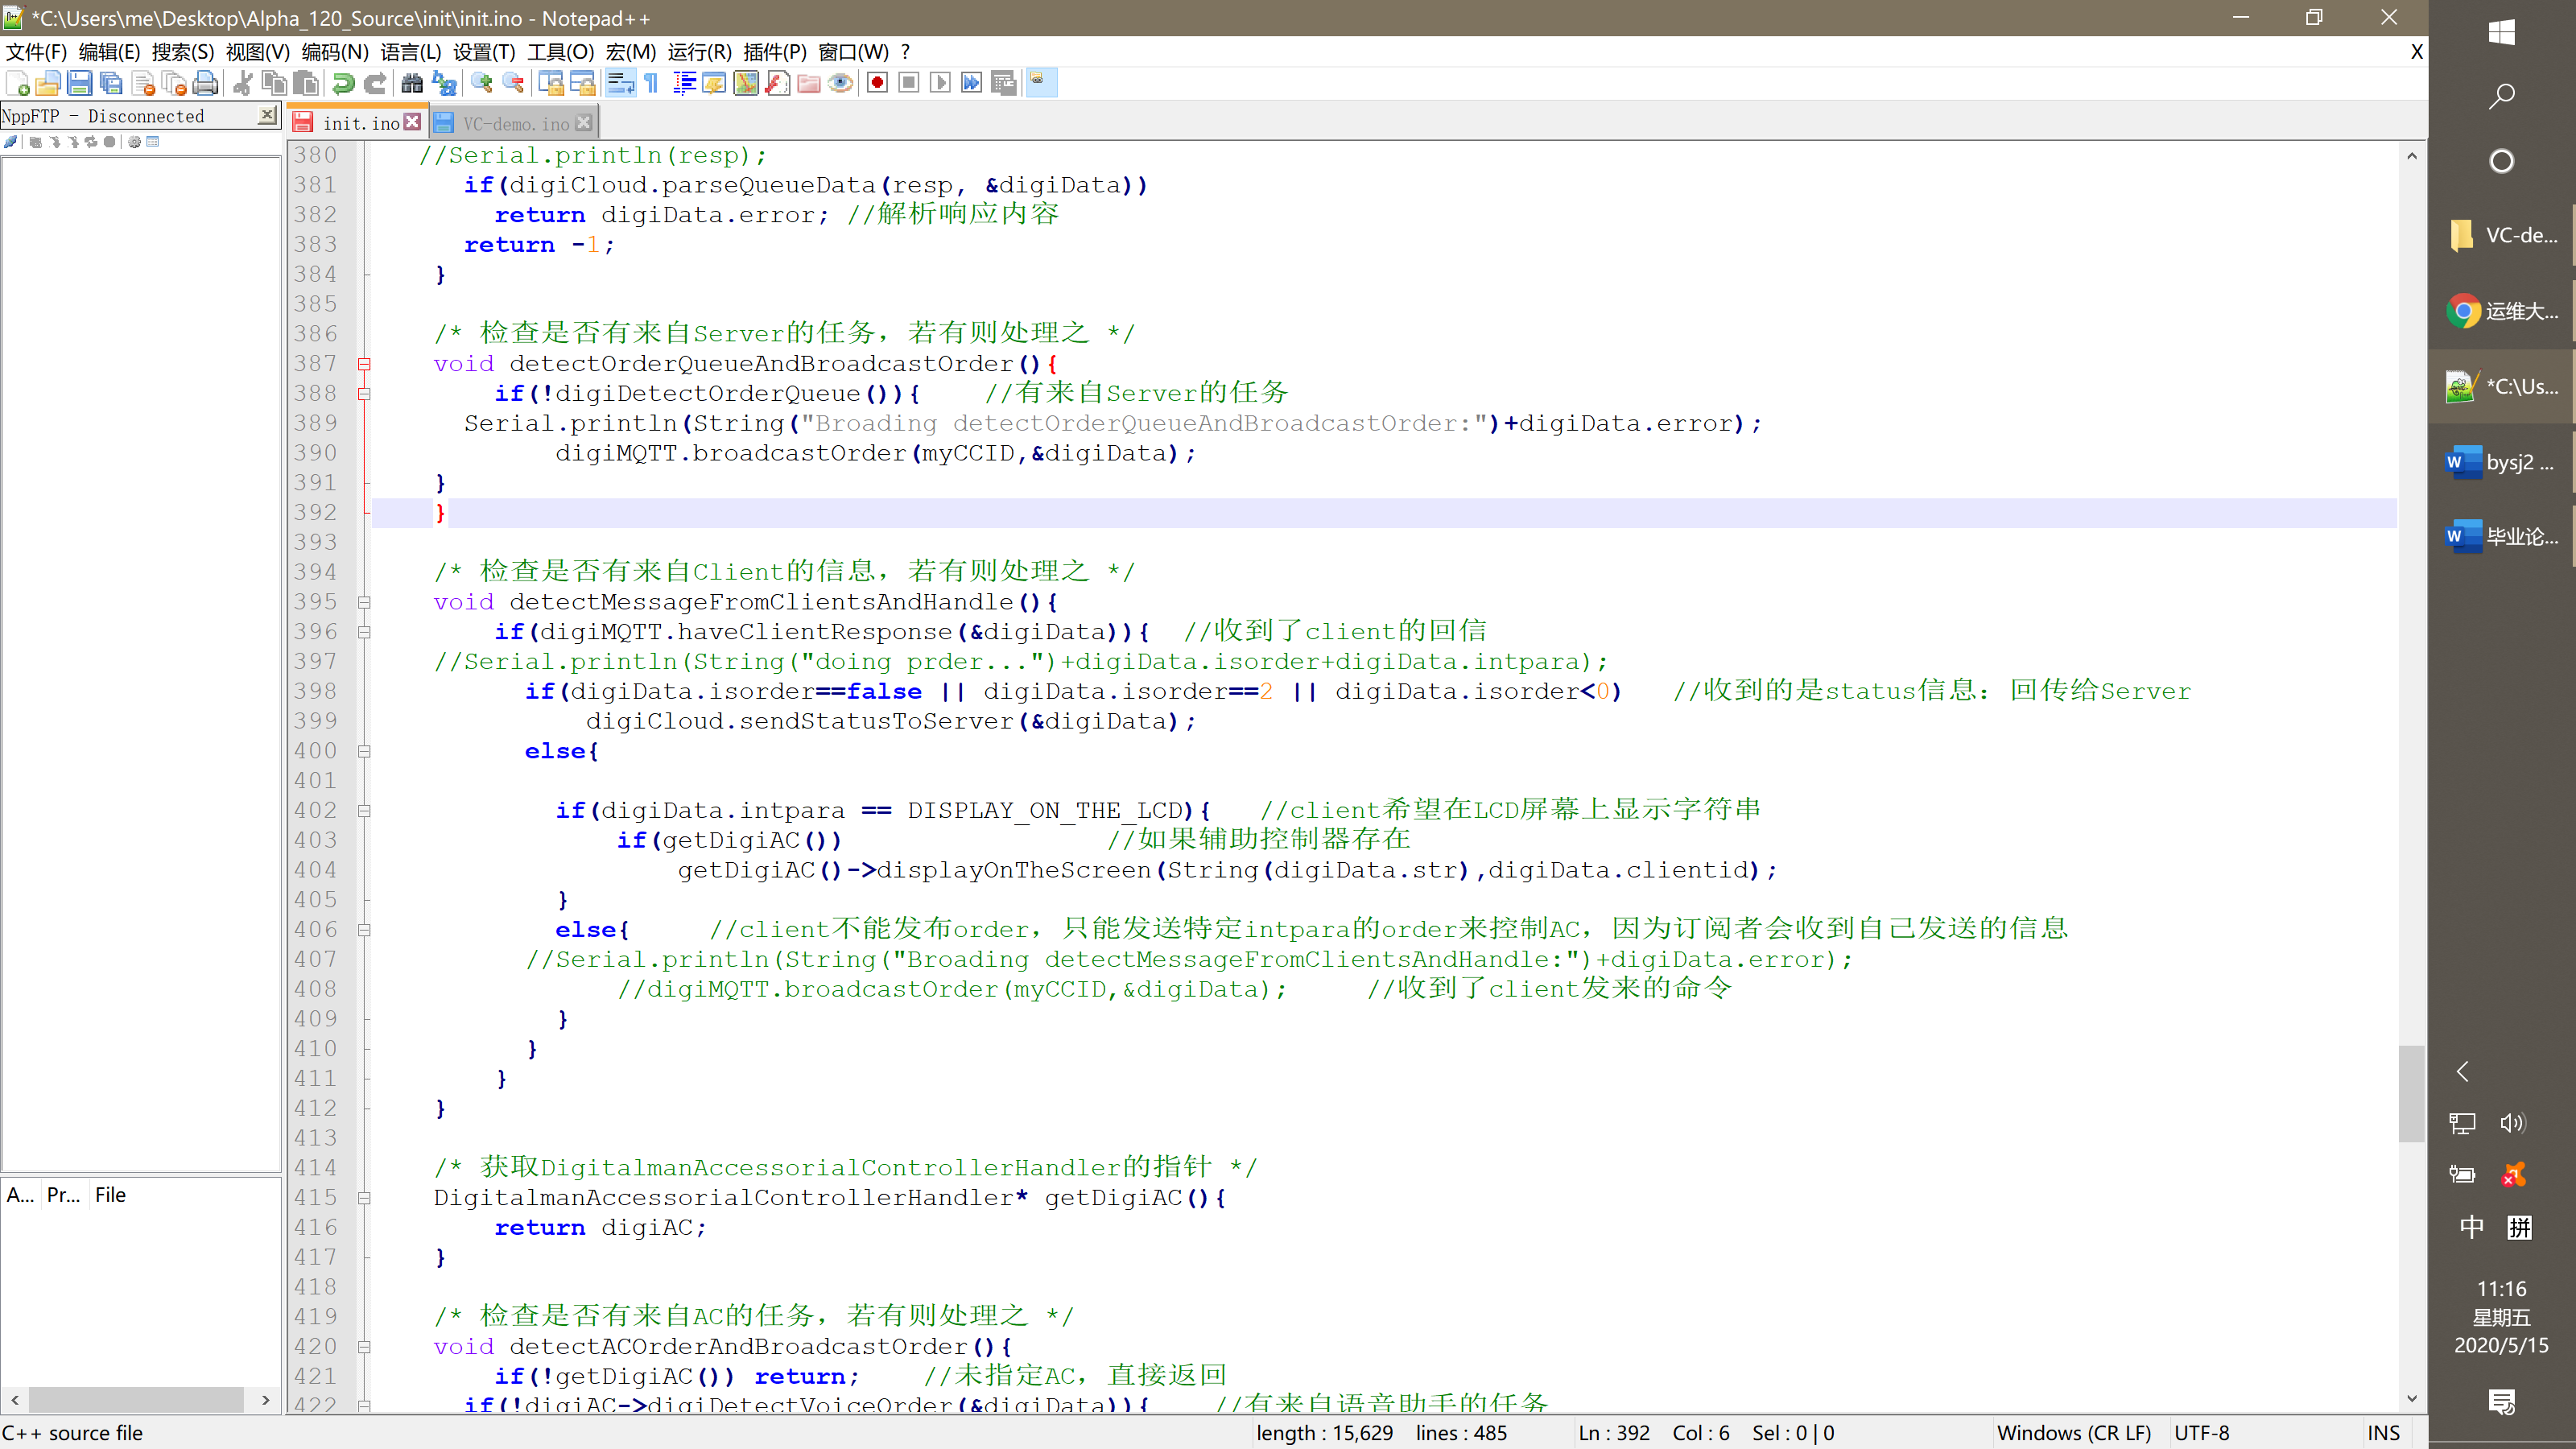 *C:\Users\me\Desktop\Alpha_120_Source\init\init.ino - Notepad++
文件(F) 编辑(E) 搜索(S) 视图(V) 编码(N) 语言(L) 设置(T) 工具(O) 宏(M) 运行(R) 插件(P) 窗口(W) ? X
NppFTP - Disconnected
init.ino VC-demo.ino
380 //Serial.println(resp);
381 if(digiCloud.parseQueueData(resp, &digiData))
382 return digiData.error; //解析响应内容
383 return -1;
384 }
385
386 /* 检查是否有来自Server的任务，若有则处理之 */
387 void detectOrderQueueAndBroadcastOrder(){
388 if(!digiDetectOrderQueue()){ //有来自Server的任务
389 Serial.println(String("Broading detectOrderQueueAndBroadcastOrder:")+digiData.error);
390 digiMQTT.broadcastOrder(myCCID,&digiData);
391 }
392 }
393
394 /* 检查是否有来自Client的信息，若有则处理之 */
395 void detectMessageFromClientsAndHandle(){
396 if(digiMQTT.haveClientResponse(&digiData)){ //收到了client的回信
397 //Serial.println(String("doing prder...")+digiData.isorder+digiData.intpara);
398 if(digiData.isorder==false || digiData.isorder==2 || digiData.isorder<0) //收到的是status信息：回传给Server
399 digiCloud.sendStatusToServer(&digiData);
400 else{
401
402 if(digiData.intpara == DISPLAY_ON_THE_LCD){ //client希望在LCD屏幕上显示字符串
403 if(getDigiAC()) //如果辅助控制器存在
404 getDigiAC()->displayOnTheScreen(String(digiData.str),digiData.clientid);
405 }
406 else{ //client不能发布order，只能发送特定intpara的order来控制AC，因为订阅者会收到自己发送的信息
407 //Serial.println(String("Broading detectMessageFromClientsAndHandle:")+digiData.error);
408 //digiMQTT.broadcastOrder(myCCID,&digiData); //收到了client发来的命令
409 }
410 }
411 }
412 }
413
414 /* 获取DigitalmanAccessorialControllerHandler的指针 */
415 DigitalmanAccessorialControllerHandler* getDigiAC(){
416 return digiAC;
417 }
418
419 /* 检查是否有来自AC的任务，若有则处理之 */
420 void detectACOrderAndBroadcastOrder(){
421 if(!getDigiAC()) return; //未指定AC，直接返回
422 if(!digiAC->digiDetectVoiceOrder(&digiData)){ //有来自语音助手的任务
A... Pr... File
C++ source file length : 15,629 lines : 485 Ln : 392 Col : 6 Sel : 0 | 0 Windows (CR LF) UTF-8 INS
VC-de...
运维大...
*C:\Us...
bysj2 ...
毕业论...
中 拼
11:16
星期五
2020/5/15